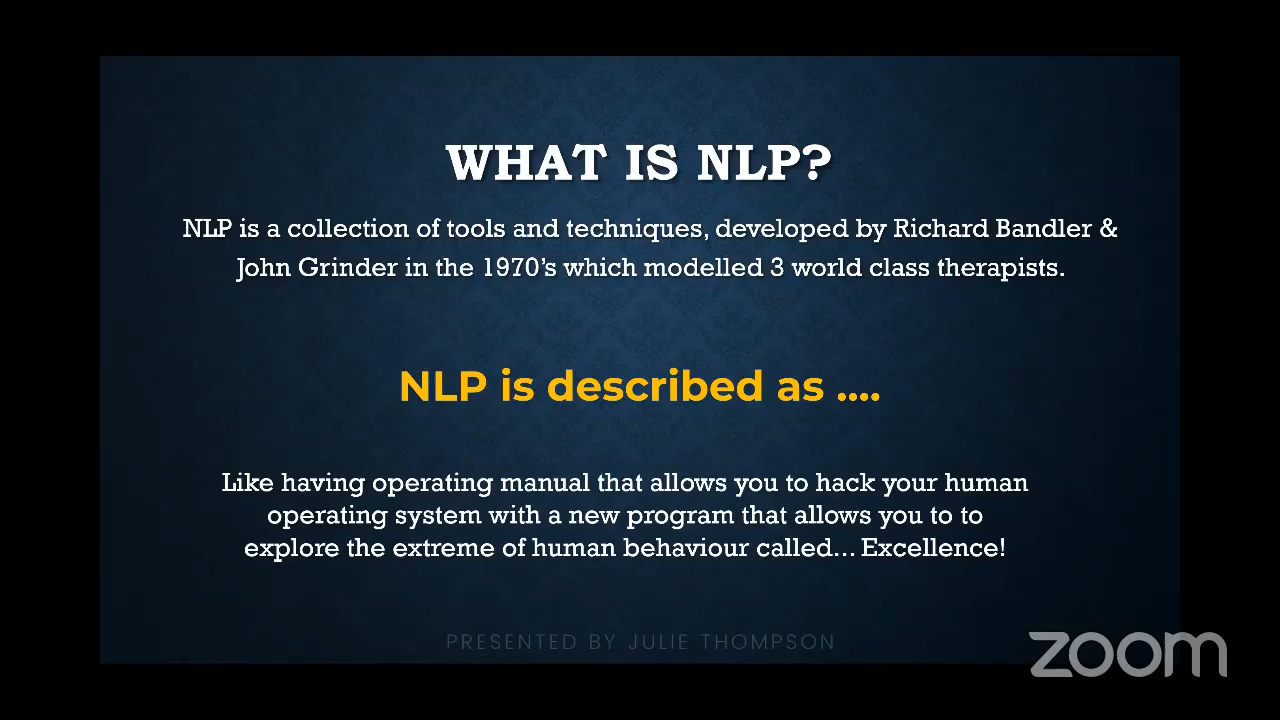 WHAT IS NLP?
NLP is a collection of tools and techniques, developed by Richard Bandler &
John Grinder in the 1970's which modelled 3 world class therapists.
NLP is described as ....
Like having operating manual that allows you to hack your human
operating system with a new program that allows you to to
explore the extreme of human behaviour called... Excellence!
PRESENTED BY JULIE THOMPSON
zoom